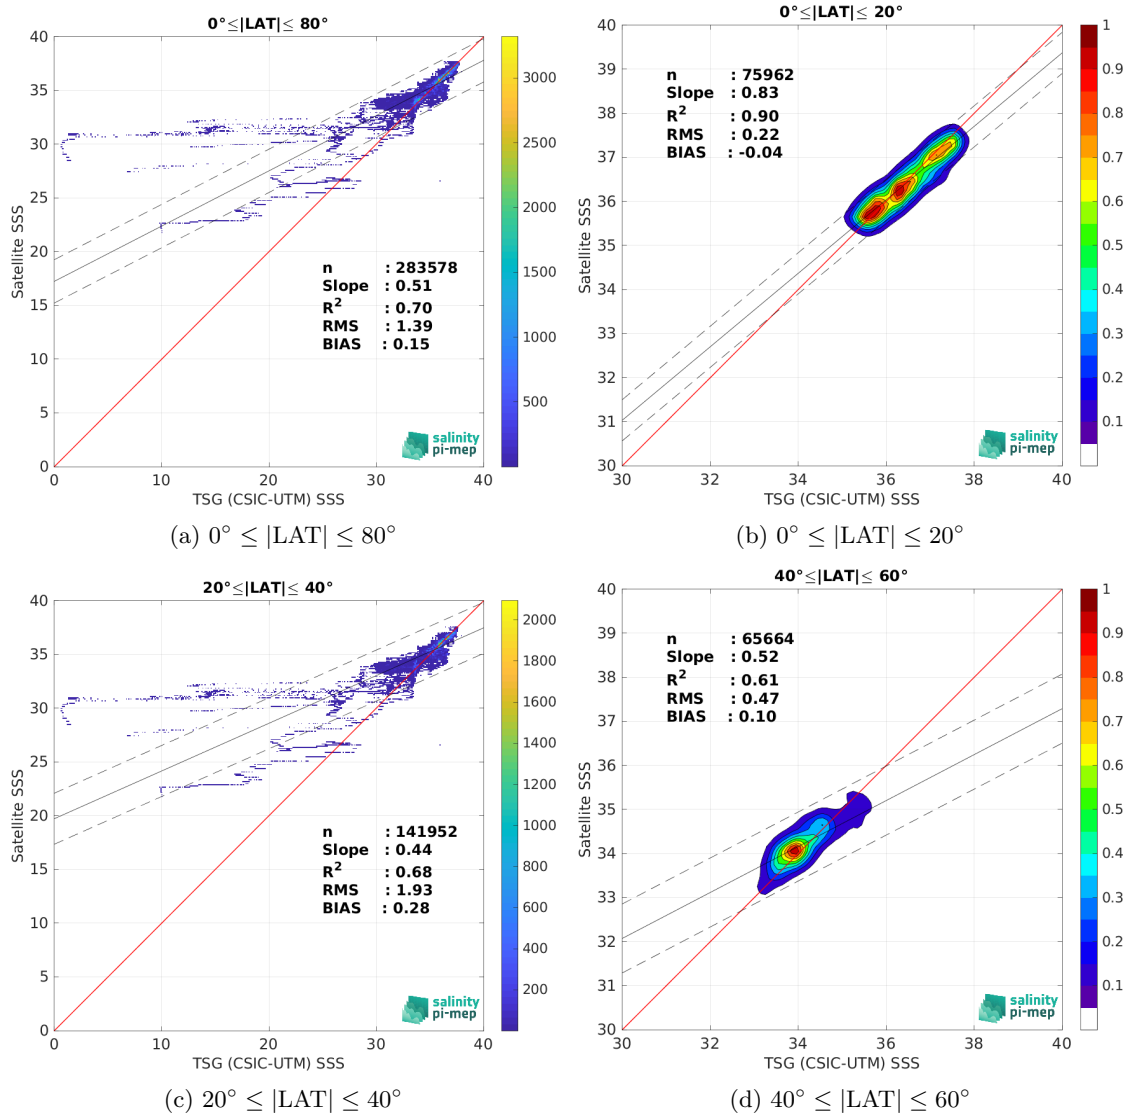 0°≤|LAT|≤ 80°
40
35
30
25
20
15
10
5
0
Satellite SSS
n : 283578
Slope : 0.51
R² : 0.70
RMS : 1.39
BIAS : 0.15
salinity
pi-mep
0 10 20 30 40
TSG (CSIC-UTM) SSS
3000
2500
2000
1500
1000
500
(a) 0° ≤ |LAT| ≤ 80°
0°≤|LAT|≤ 20°
40
39
38
37
36
35
34
33
32
31
30
Satellite SSS
n : 75962
Slope : 0.83
R² : 0.90
RMS : 0.22
BIAS : -0.04
salinity
pi-mep
30 32 34 36 38 40
TSG (CSIC-UTM) SSS
1
0.9
0.8
0.7
0.6
0.5
0.4
0.3
0.2
0.1
(b) 0° ≤ |LAT| ≤ 20°
20°≤|LAT|≤ 40°
40
35
30
25
20
15
10
5
0
Satellite SSS
n : 141952
Slope : 0.44
R² : 0.68
RMS : 1.93
BIAS : 0.28
salinity
pi-mep
0 10 20 30 40
TSG (CSIC-UTM) SSS
2000
1800
1600
1400
1200
1000
800
600
400
200
(c) 20° ≤ |LAT| ≤ 40°
40°≤|LAT|≤ 60°
40
39
38
37
36
35
34
33
32
31
30
Satellite SSS
n : 65664
Slope : 0.52
R² : 0.61
RMS : 0.47
BIAS : 0.10
salinity
pi-mep
30 32 34 36 38 40
TSG (CSIC-UTM) SSS
1
0.9
0.8
0.7
0.6
0.5
0.4
0.3
0.2
0.1
(d) 40° ≤ |LAT| ≤ 60°